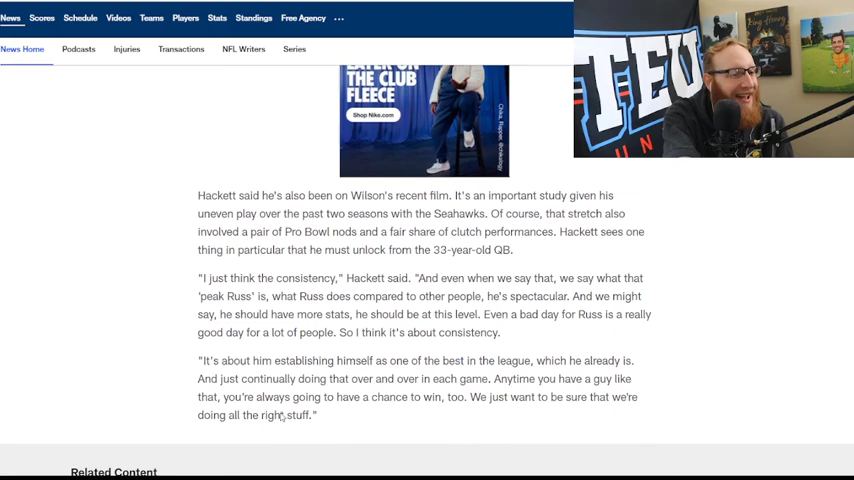 News Scores Schedule Videos Teams Players Stats Standings Free Agency ...
News Home Podcasts Injuries Transactions NFL Writers Series
LAYER ON
THE CLUB
FLEECE
Shop Nike.com
Chika, Rapper, @chikalogy
TEU
UN
King Henry
Hackett said he's also been on Wilson's recent film. It's an important study given his
uneven play over the past two seasons with the Seahawks. Of course, that stretch also
involved a pair of Pro Bowl nods and a fair share of clutch performances. Hackett sees one
thing in particular that he must unlock from the 33-year-old QB.
"I just think the consistency," Hackett said. "And even when we say that, we say what that
'peak Russ' is, what Russ does compared to other people, he's spectacular. And we might
say, he should have more stats, he should be at this level. Even a bad day for Russ is a really
good day for a lot of people. So I think it's about consistency.
"It's about him establishing himself as one of the best in the league, which he already is.
And just continually doing that over and over in each game. Anytime you have a guy like
that, you're always going to have a chance to win, too. We just want to be sure that we're
doing all the right stuff."
Related Content